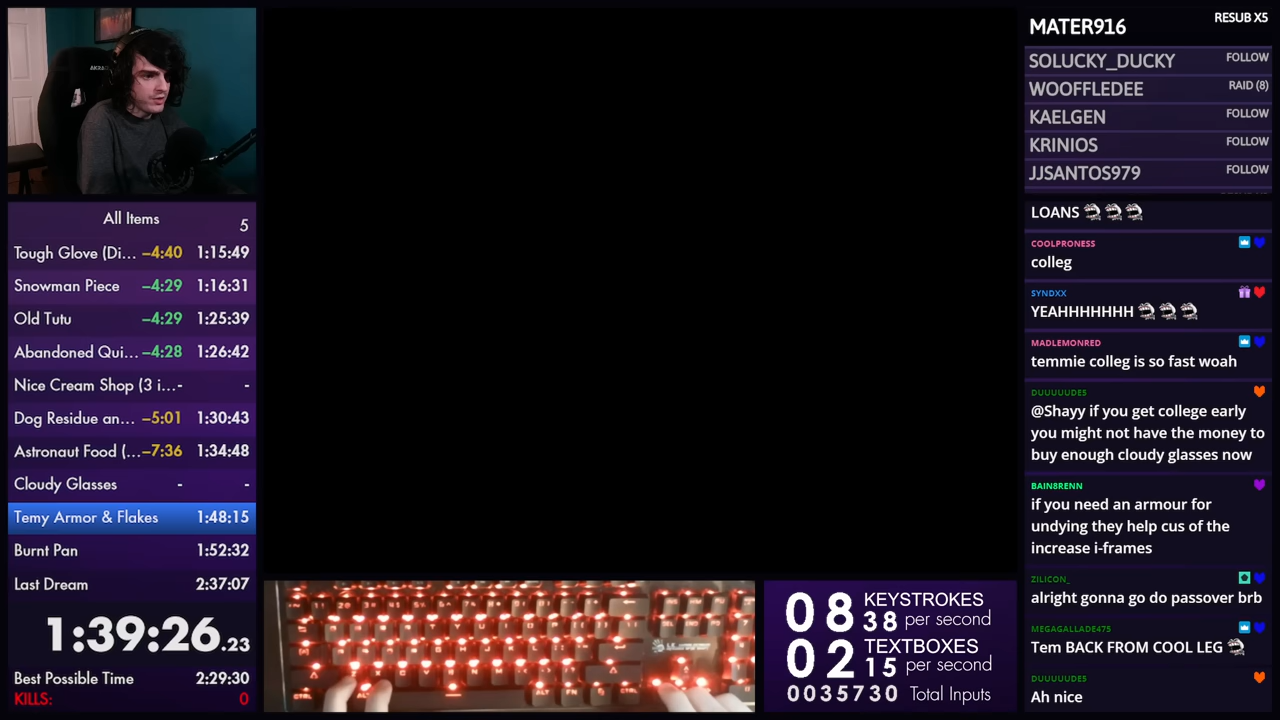 All Items
5
Tough Glove (Di... −4:40 1:15:49
Snowman Piece −4:29 1:16:31
Old Tutu −4:29 1:25:39
Abandoned Qui... −4:28 1:26:42
Nice Cream Shop (3 i...- -
Dog Residue an... −5:01 1:30:43
Astronaut Food (... −7:36 1:34:48
Cloudy Glasses - -
Temy Armor & Flakes 1:48:15
Burnt Pan 1:52:32
Last Dream 2:37:07
1:39:26.23
Best Possible Time 2:29:30
KILLS: 0
08 38 KEYSTROKES per second
02 15 TEXTBOXES per second
0035730 Total Inputs
MATER916 RESUB X5
SOLUCKY_DUCKY FOLLOW
WOOFFLEDEE RAID (8)
KAELGEN FOLLOW
KRINIOS FOLLOW
JJSANTOS979 FOLLOW
LOANS
COOLPRONESS
colleg
SYNDXX
YEAHHHHHHH
MADLEMONRED
temmie colleg is so fast woah
DUUUUUDES
@Shayy if you get college early
you might not have the money to
buy enough cloudy glasses now
BAIN8RENN
if you need an armour for
undying they help cus of the
increase i-frames
ZILICON_
alright gonna go do passover brb
MEGAGALLADE475
Tem BACK FROM COOL LEG
DUUUUUDES
Ah nice